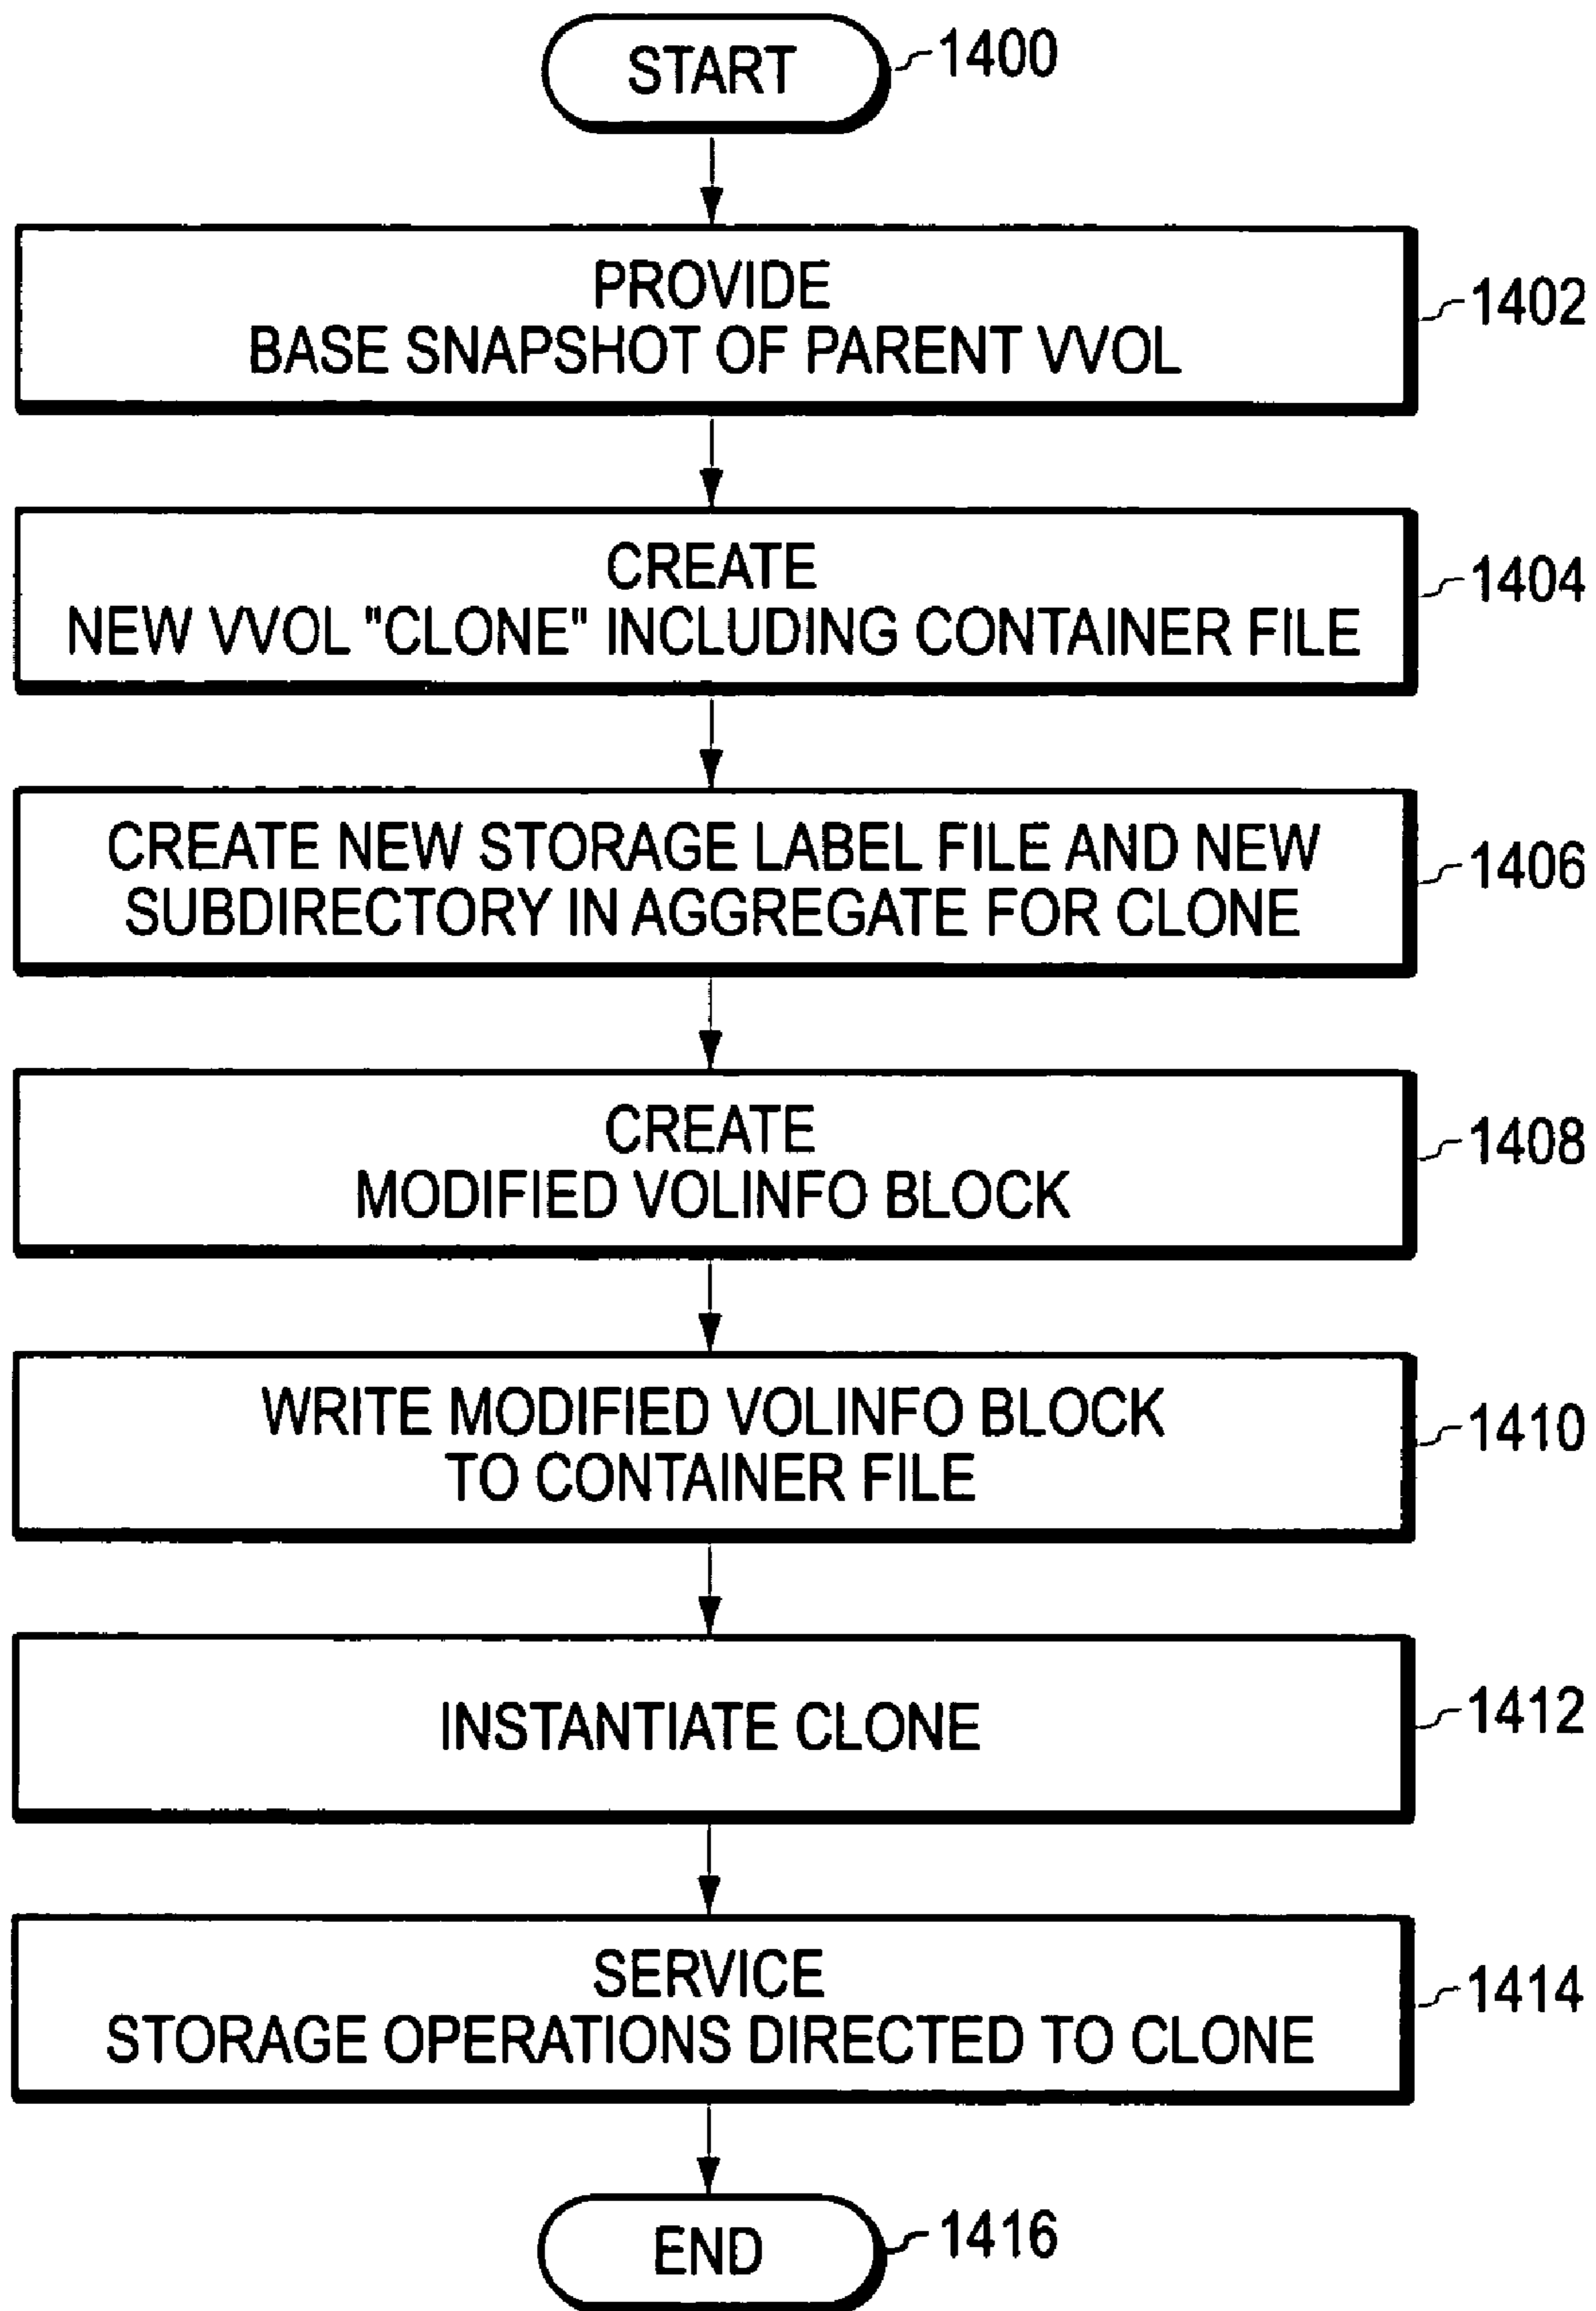 START
1400
PROVIDE
BASE SNAPSHOT OF PARENT VVOL
1402
CREATE
NEW VVOL "CLONE" INCLUDING CONTAINER FILE
1404
CREATE NEW STORAGE LABEL FILE AND NEW
SUBDIRECTORY IN AGGREGATE FOR CLONE
1406
CREATE
MODIFIED VOLINFO BLOCK
1408
WRITE MODIFIED VOLINFO BLOCK
TO CONTAINER FILE
1410
INSTANTIATE CLONE
1412
SERVICE
STORAGE OPERATIONS DIRECTED TO CLONE
1414
END
1416